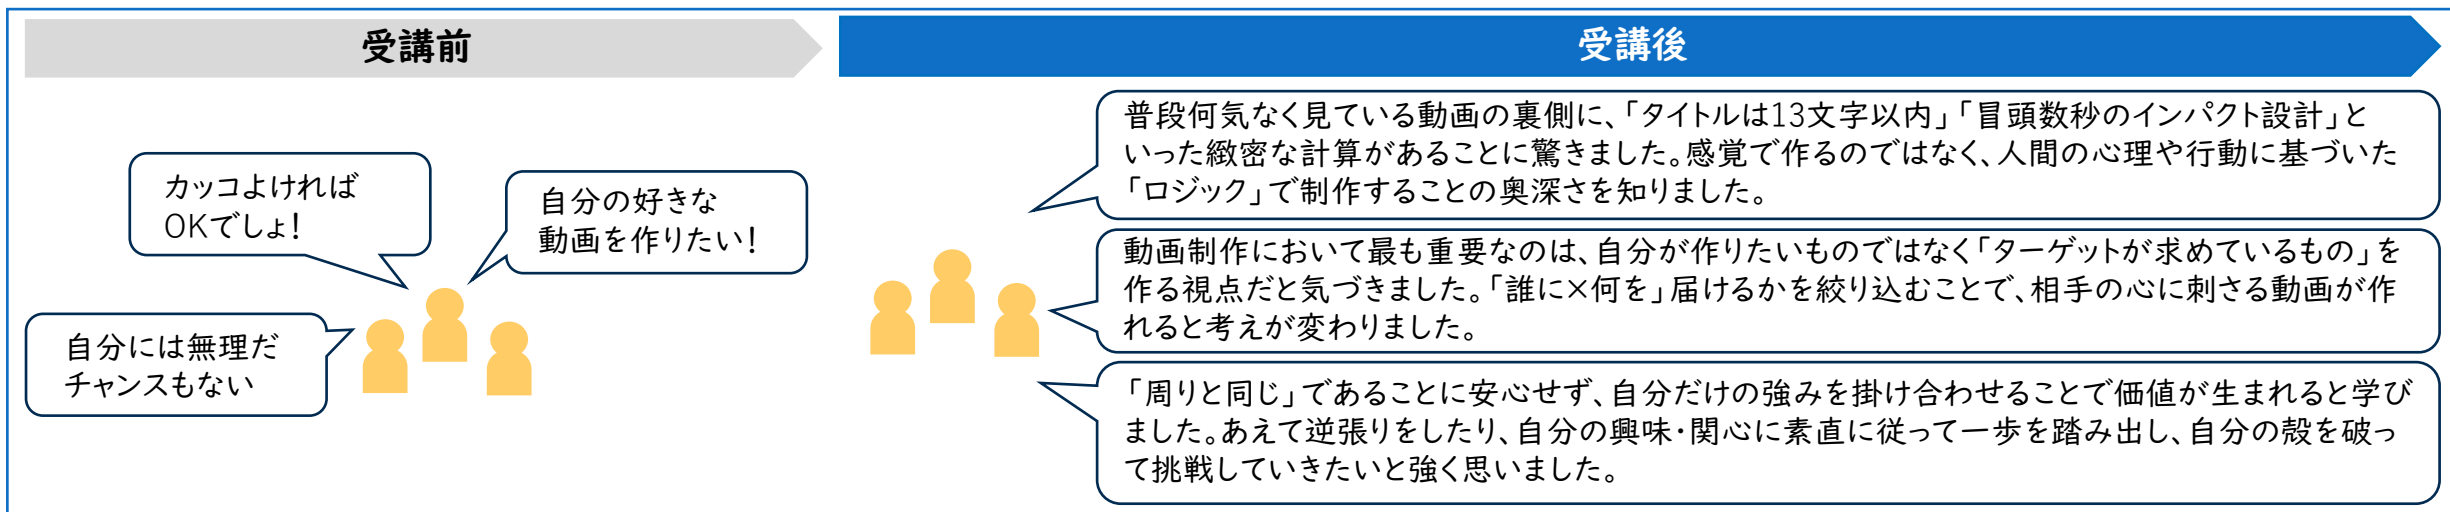 受講前
カッコよければ
OKでしょ!
自分の好きな
動画を作りたい!
自分には無理だ
チャンスもない
受講後
普段何気なく見ている動画の裏側に、「タイトルは13文字以内」「冒頭数秒のインパクト設計」と
いった緻密な計算があることに驚きました。感覚で作るのではなく、人間の心理や行動に基づいた
「ロジック」で制作することの奥深さを知りました。
動画制作において最も重要なのは、自分が作りたいものではなく「ターゲットが求めているもの」を
作る視点だと気づきました。「誰に×何を」届けるかを絞り込むことで、相手の心に刺さる動画が作
れると考えが変わりました。
「周りと同じ」であることに安心せず、自分だけの強みを掛け合わせることで価値が生まれると学び
ました。あえて逆張りをしたり、自分の興味・関心に素直に従って一歩を踏み出し、自分の殻を破っ
て挑戦していきたいと強く思いました。